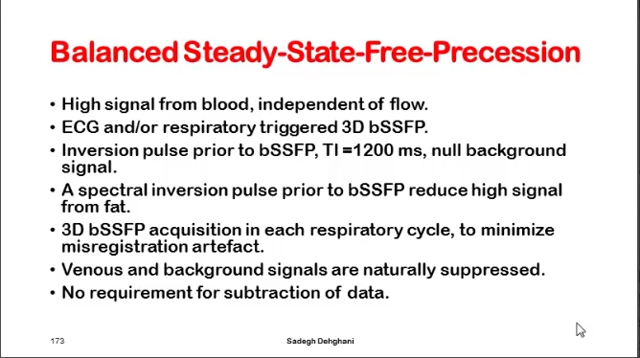 Balanced Steady-State-Free-Precession
• High signal from blood, independent of flow.
• ECG and/or respiratory triggered 3D bSSFP.
• Inversion pulse prior to bSSFP, TI =1200 ms, null background
signal.
• A spectral inversion pulse prior to bSSFP reduce high signal
from fat.
• 3D bSSFP acquisition in each respiratory cycle, to minimize
misregistration artefact.
• Venous and background signals are naturally suppressed.
• No requirement for subtraction of data.
173
Sadegh Dehghani